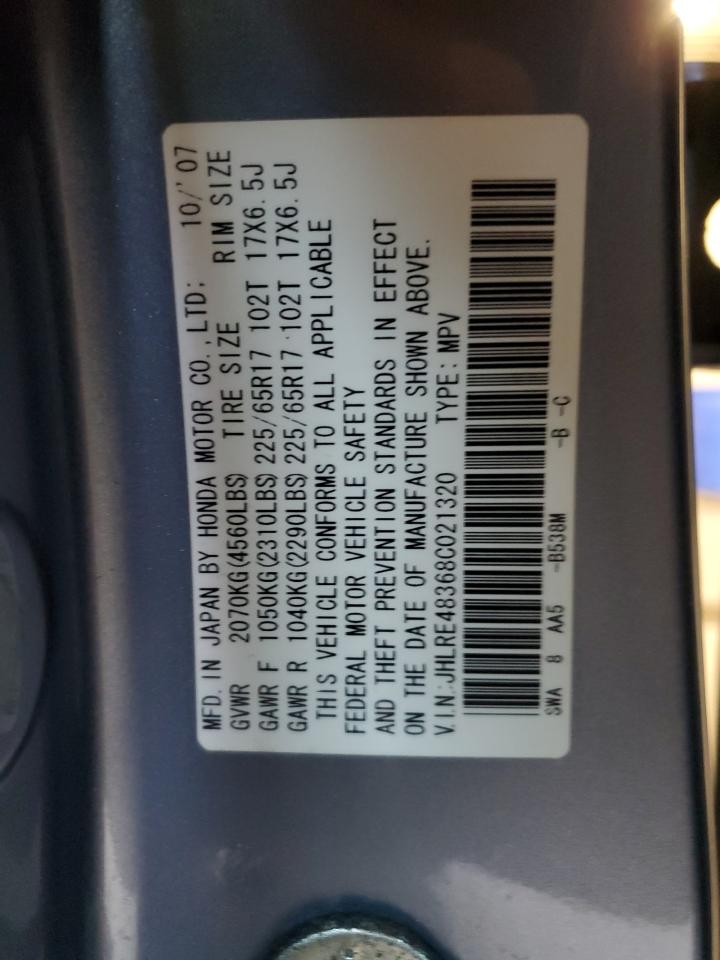 MFD. IN JAPAN BY HONDA MOTOR CO., LTD; 10/'07
GVWR 2070KG(4560LBS) TIRE SIZE RIM SIZE
GAWR F 1050KG(2310LBS) 225/65R17 102T 17X6.5J
GAWR R 1040KG(2290LBS) 225/65R17 102T 17X6.5J
THIS VEHICLE CONFORMS TO ALL APPLICABLE
FEDERAL MOTOR VEHICLE SAFETY
AND THEFT PREVENTION STANDARDS IN EFFECT
ON THE DATE OF MANUFACTURE SHOWN ABOVE.
V.I.N.:JHLRE48368C021320 TYPE: MPV
SWA 8 AA5 -B538M -B -C